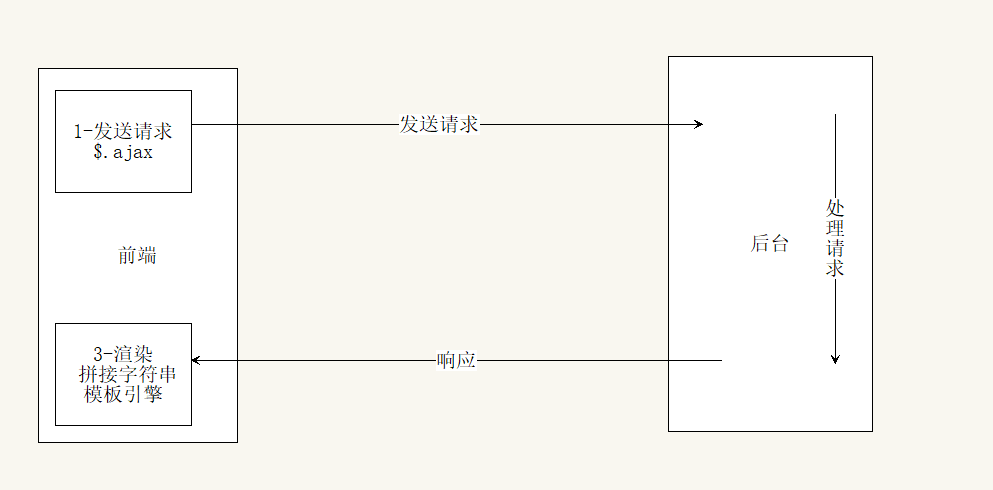 1-发送请求
$.ajax
发送请求
前端
后台
处
理
请
求
3-渲染
拼接字符串
模板引擎
响应